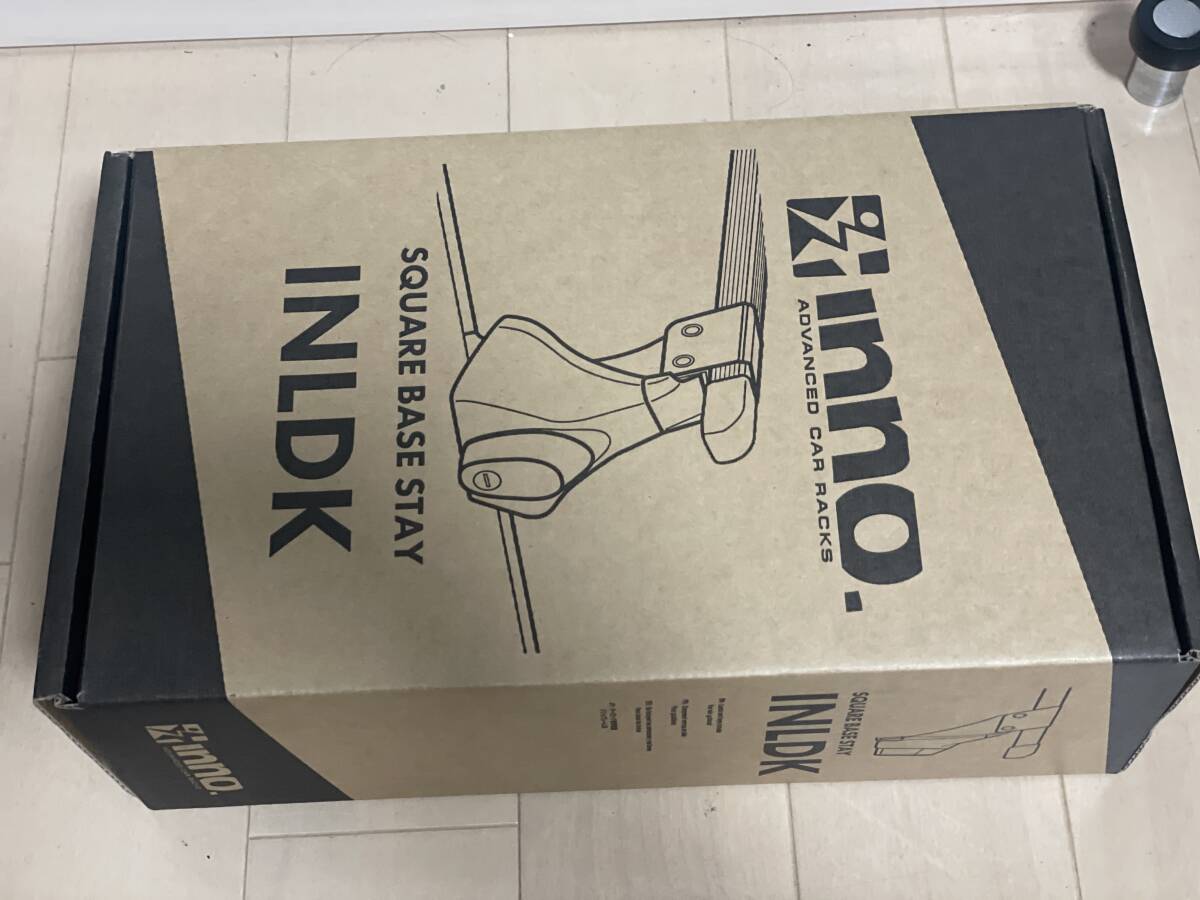 inno.
ADVANCED CAR RACKS
SQUARE BASE STAY
INLDK
SQUARE BASE STAY
INLDK
inno.